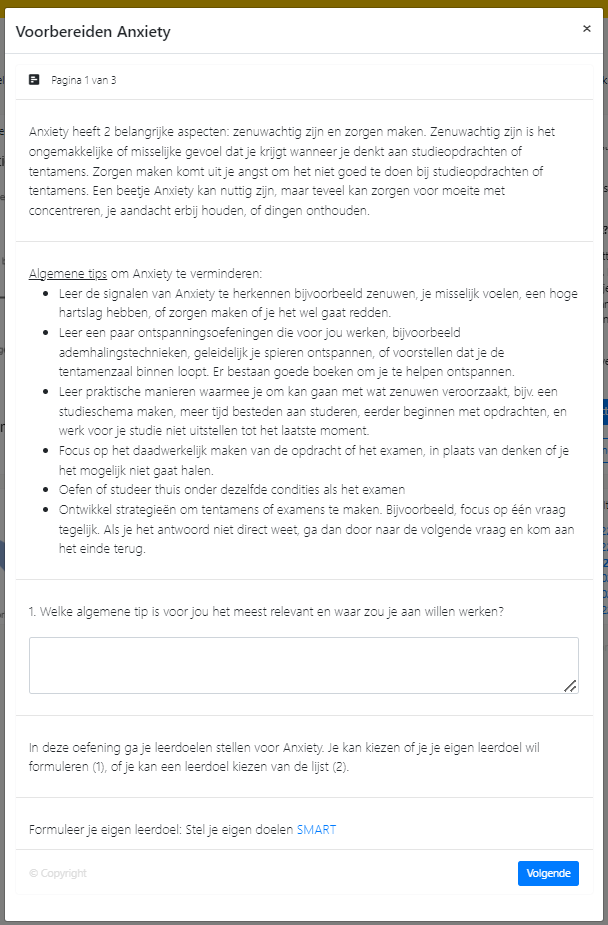 Voorbereiden Anxiety
×
Pagina 1 van 3
Anxiety heeft 2 belangrijke aspecten: zenuwachtig zijn en zorgen maken. Zenuwachtig zijn is het
ongemakkelijke of misselijke gevoel dat je krijgt wanneer je denkt aan studieopdrachten of
tentamens. Zorgen maken komt uit je angst om het niet goed te doen bij studieopdrachten of
tentamens. Een beetje Anxiety kan nuttig zijn, maar teveel kan zorgen voor moeite met
concentreren, je aandacht erbij houden, of dingen onthouden.
Algemene tips om Anxiety te verminderen:
• Leer de signalen van Anxiety te herkennen bijvoorbeeld zenuwen, je misselijk voelen, een hoge
hartslag hebben, of zorgen maken of je het wel gaat redden.
• Leer een paar ontspanningsoefeningen die voor jou werken, bijvoorbeeld
ademhalingstechnieken, geleidelijk je spieren ontspannen, of voorstellen dat je de
tentamenzaal binnen loopt. Er bestaan goede boeken om je te helpen ontspannen.
• Leer praktische manieren waarmee je om kan gaan met wat zenuwen veroorzaakt, bijv. een
studieschema maken, meer tijd besteden aan studeren, eerder beginnen met opdrachten, en
werk voor je studie niet uitstellen tot het laatste moment.
• Focus op het daadwerkelijk maken van de opdracht of het examen, in plaats van denken of je
het mogelijk niet gaat halen.
• Oefen of studeer thuis onder dezelfde condities als het examen
• Ontwikkel strategieën om tentamens of examens te maken. Bijvoorbeeld, focus op één vraag
tegelijk. Als je het antwoord niet direct weet, ga dan door naar de volgende vraag en kom aan
het einde terug.
1. Welke algemene tip is voor jou het meest relevant en waar zou je aan willen werken?
In deze oefening ga je leerdoelen stellen voor Anxiety. Je kan kiezen of je je eigen leerdoel wil
formuleren (1), of je kan een leerdoel kiezen van de lijst (2).
Formuleer je eigen leerdoel: Stel je eigen doelen SMART
© Copyright
Volgende